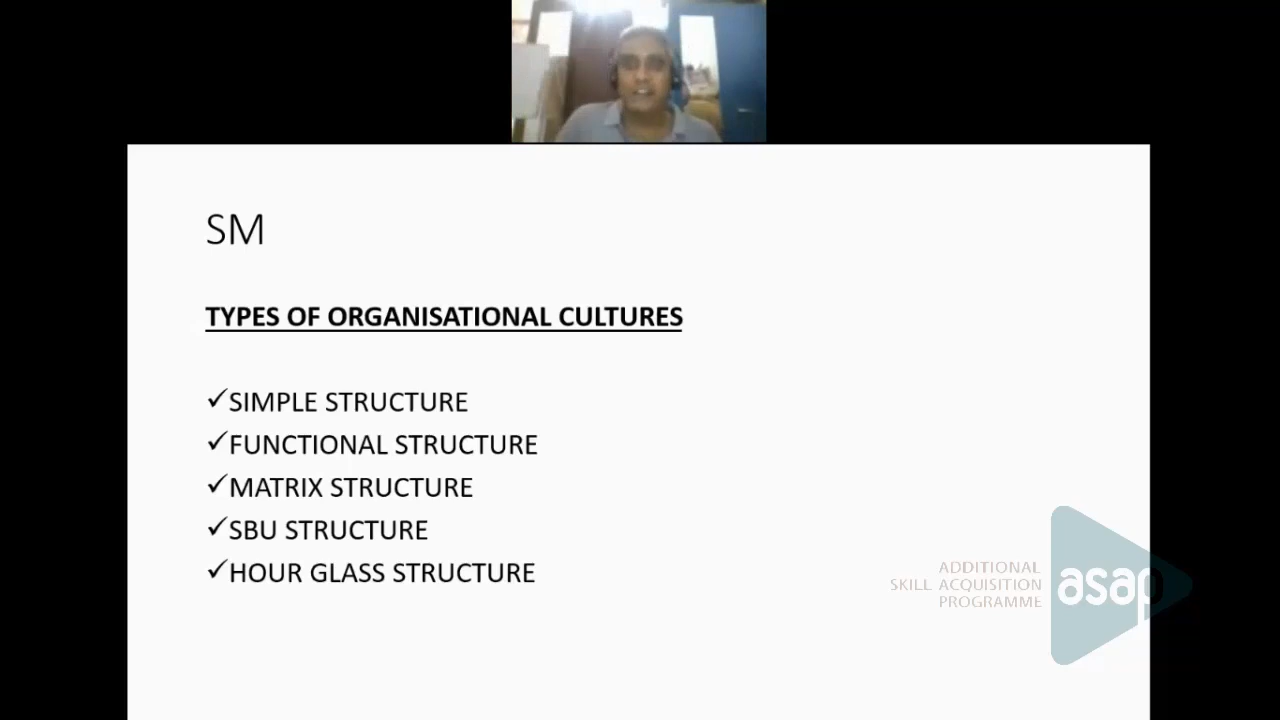 SM
TYPES OF ORGANISATIONAL CULTURES
✓SIMPLE STRUCTURE
✓FUNCTIONAL STRUCTURE
✓MATRIX STRUCTURE
✓SBU STRUCTURE
✓HOUR GLASS STRUCTURE
ADDITIONAL
SKILL ACQUISITION
PROGRAMME
asap